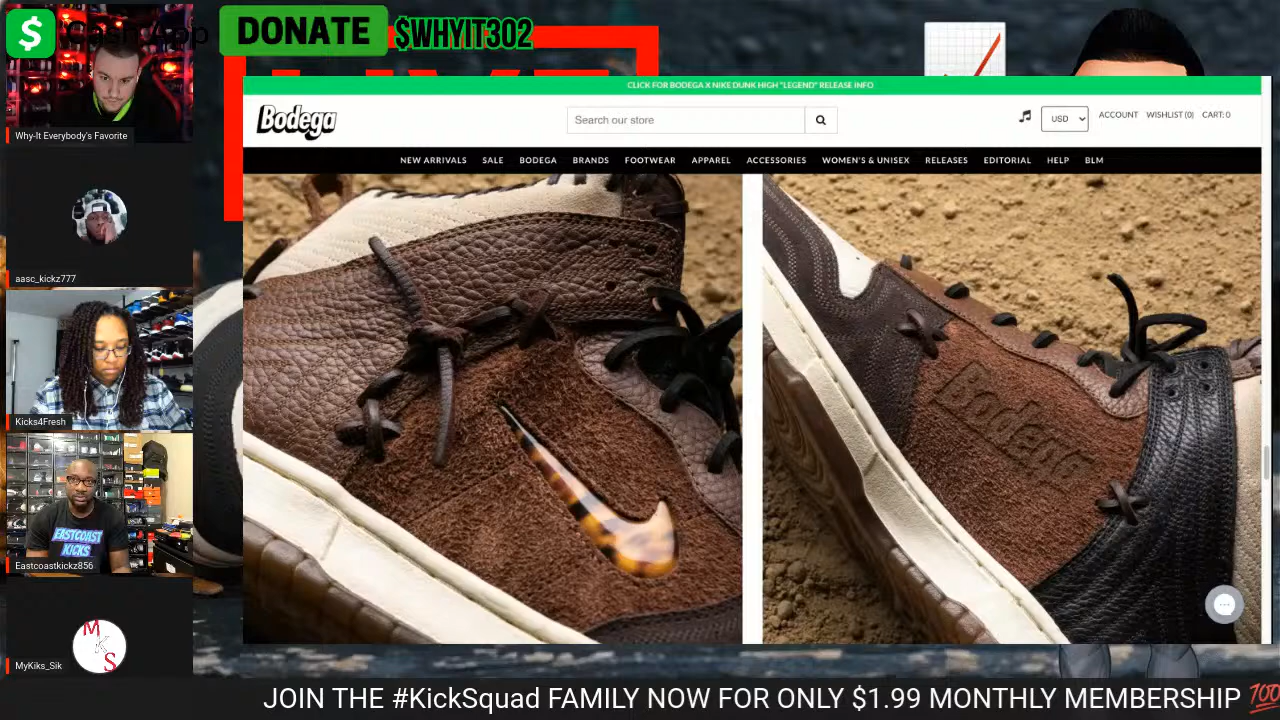 Cash App
DONATE
$WHYIT302
LIVE
CLICK FOR BODEGA X NIKE DUNK HIGH "LEGEND" RELEASE INFO
Bodega
Search our store
USD
ACCOUNT
WISHLIST (0)
CART: 0
NEW ARRIVALS
SALE
BODEGA
BRANDS
FOOTWEAR
APPAREL
ACCESSORIES
WOMEN'S & UNISEX
RELEASES
EDITORIAL
HELP
BLM
Bodega
Why-It Everybody's Favorite
aasc_kickz777
Kicks4Fresh
EASTCOAST
KICKS
Eastcoastkickz856
M
K
S
MyKiks_Sik
JOIN THE #KickSquad FAMILY NOW FOR ONLY $1.99 MONTHLY MEMBERSHIP 💯